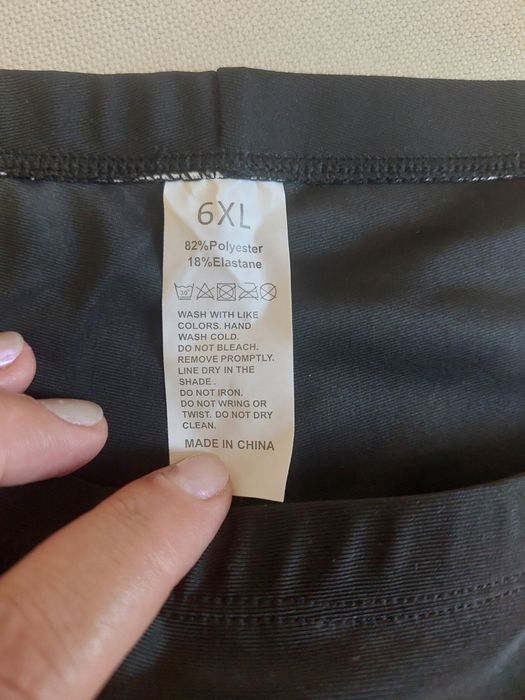 6XL
82%Polyester
18%Elastane
30°
WASH WITH LIKE
COLORS. HAND
WASH COLD.
DO NOT BLEACH.
REMOVE PROMPTLY.
LINE DRY IN THE
SHADE .
DO NOT IRON.
DO NOT WRING OR
TWIST. DO NOT DRY
CLEAN.
MADE IN CHINA